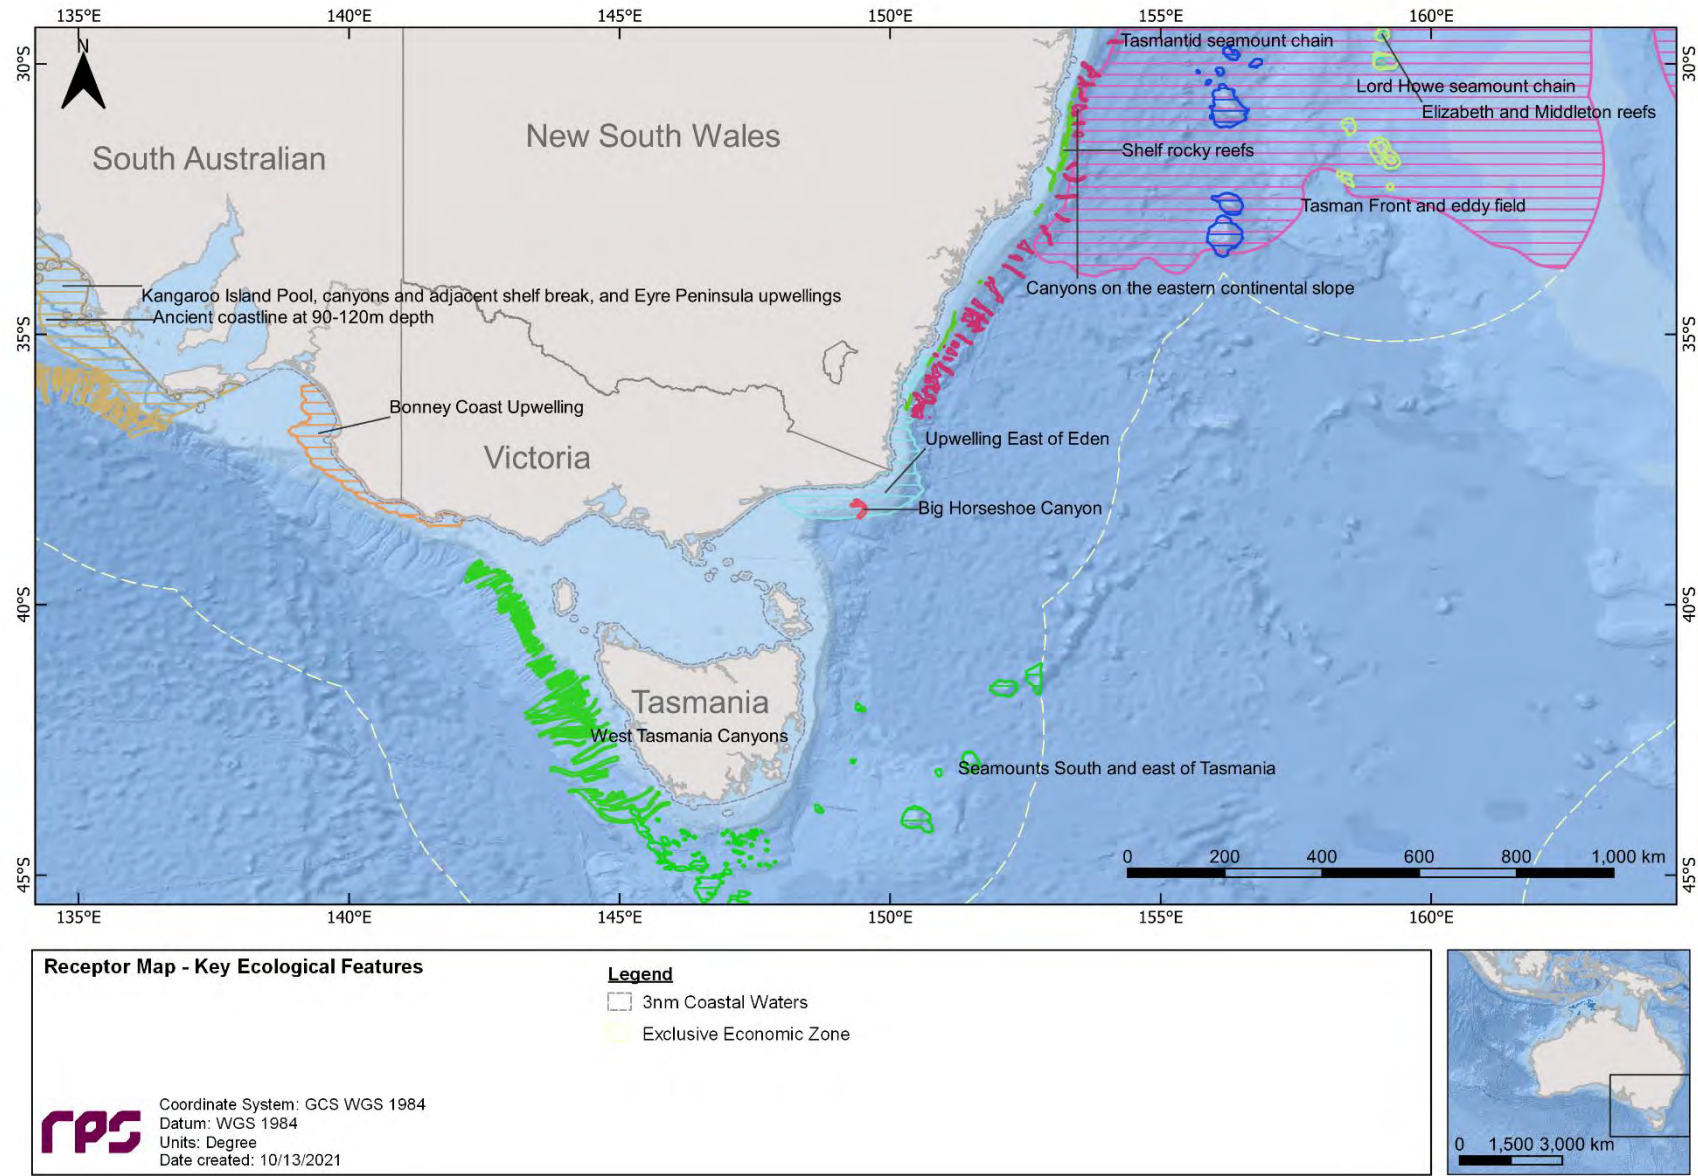 135°E 140°E 145°E 150°E 155°E 160°E
N
30°S
30°S
Tasmantid seamount chain
Lord Howe seamount chain
Elizabeth and Middleton reefs
New South Wales
South Australian
Shelf rocky reefs
Tasman Front and eddy field
Canyons on the eastern continental slope
Kangaroo Island Pool, canyons and adjacent shelf break, and Eyre Peninsula upwellings
Ancient coastline at 90-120m depth
35°S
35°S
Bonney Coast Upwelling
Upwelling East of Eden
Victoria
Big Horseshoe Canyon
40°S
40°S
Tasmania
West Tasmania Canyons
Seamounts South and east of Tasmania
0 200 400 600 800 1,000 km
45°S
45°S
135°E 140°E 145°E 150°E 155°E 160°E
Receptor Map - Key Ecological Features
Legend
3nm Coastal Waters
Exclusive Economic Zone
rps
Coordinate System: GCS WGS 1984
Datum: WGS 1984
Units: Degree
Date created: 10/13/2021
0 1,500 3,000 km